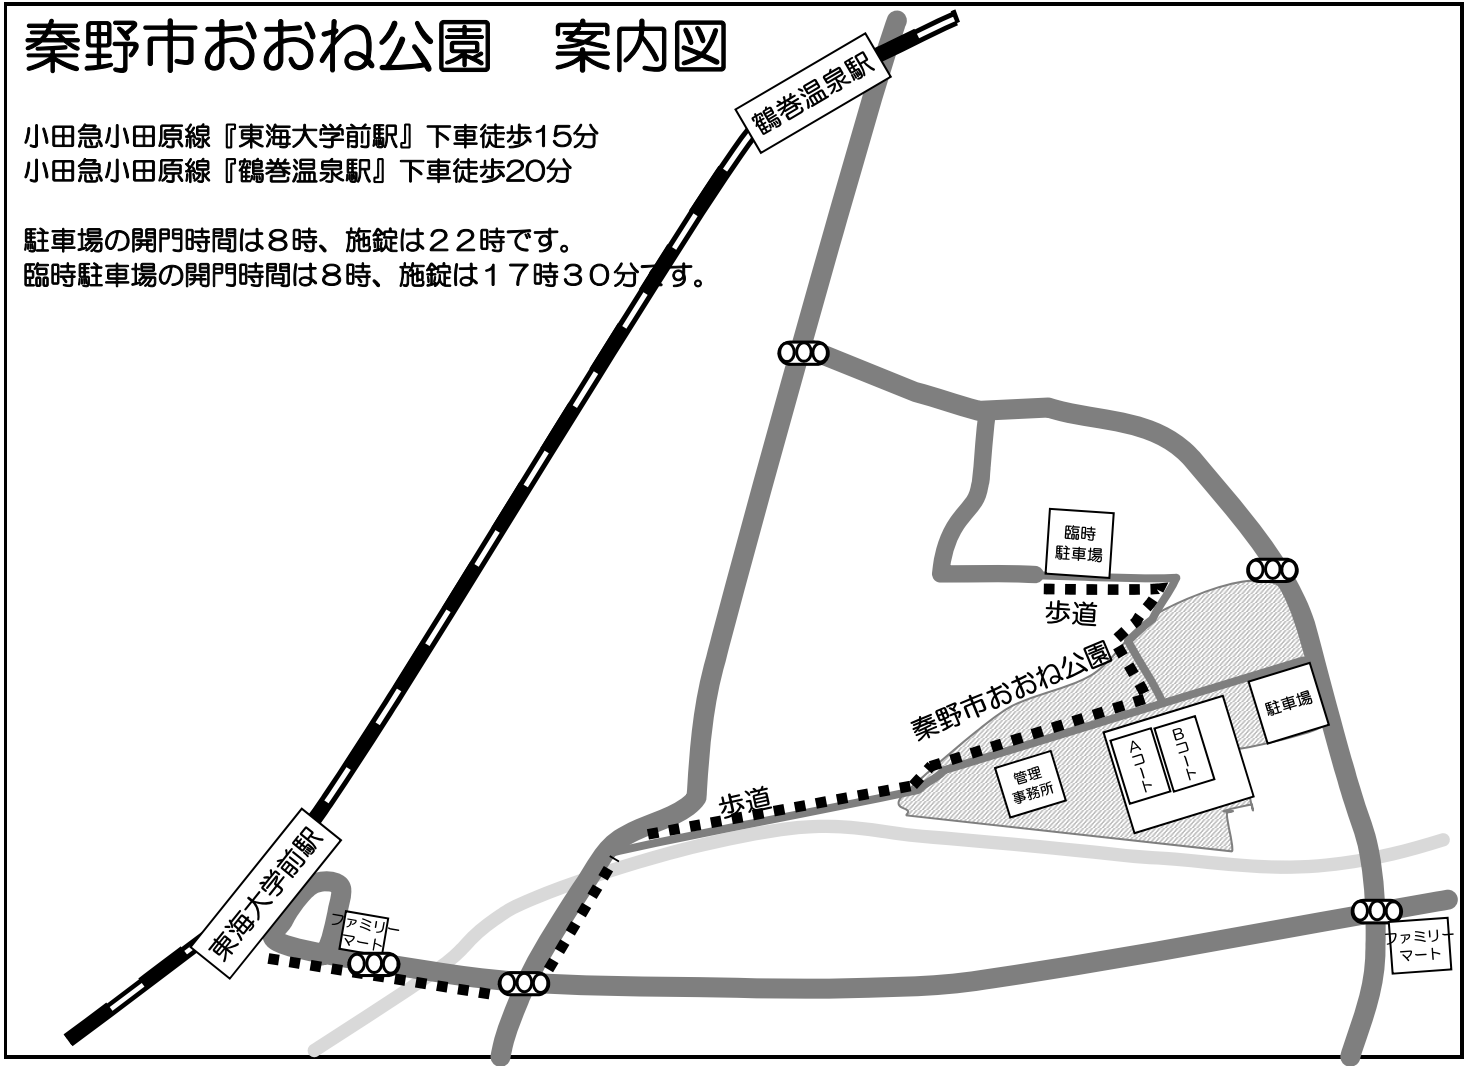 秦野市おおね公園　案内図
小田急小田原線『東海大学前駅』下車徒歩15分
小田急小田原線『鶴巻温泉駅』下車徒歩20分
駐車場の開門時間は８時、施錠は２２時です。
臨時駐車場の開門時間は８時、施錠は１７時３０分です。
鶴巻温泉駅
臨時
駐車場
歩道
秦野市おおね公園
駐車場
Aコート
Bコート
管理
事務所
歩道
東海大学前駅
ファミリー
マート
ファミリー
マート